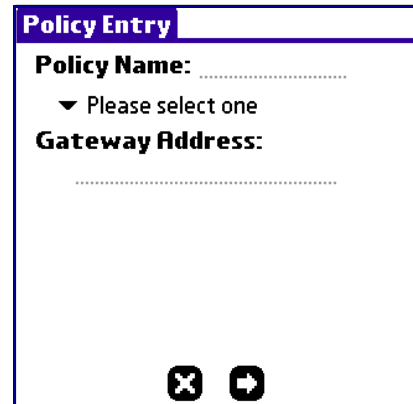 Policy Entry
Policy Name:
Please select one
Gateway Address: